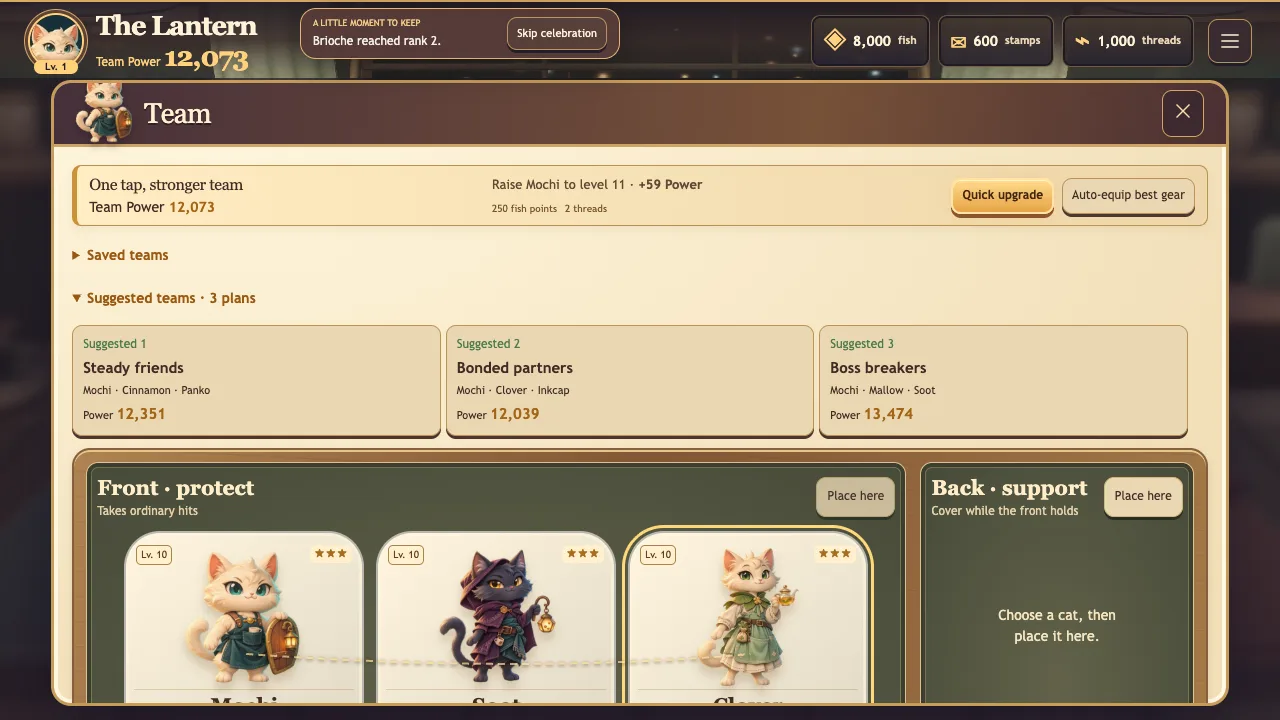 The Lantern
Team Power 12,073
Lv. 1
A LITTLE MOMENT TO KEEP
Brioche reached rank 2.
Skip celebration
8,000 fish
600 stamps
1,000 threads
Team
One tap, stronger team
Team Power 12,073
Raise Mochi to level 11 · +59 Power
250 fish points 2 threads
Quick upgrade
Auto-equip best gear
Saved teams
Suggested teams · 3 plans
Suggested 1
Steady friends
Mochi · Cinnamon · Panko
Power 12,351
Suggested 2
Bonded partners
Mochi · Clover · Inkcap
Power 12,039
Suggested 3
Boss breakers
Mochi · Mallow · Soot
Power 13,474
Front · protect
Takes ordinary hits
Place here
Back · support
Cover while the front holds
Place here
Lv. 10
Lv. 10
Lv. 10
Choose a cat, then
place it here.
Mochi
Soot
Clover